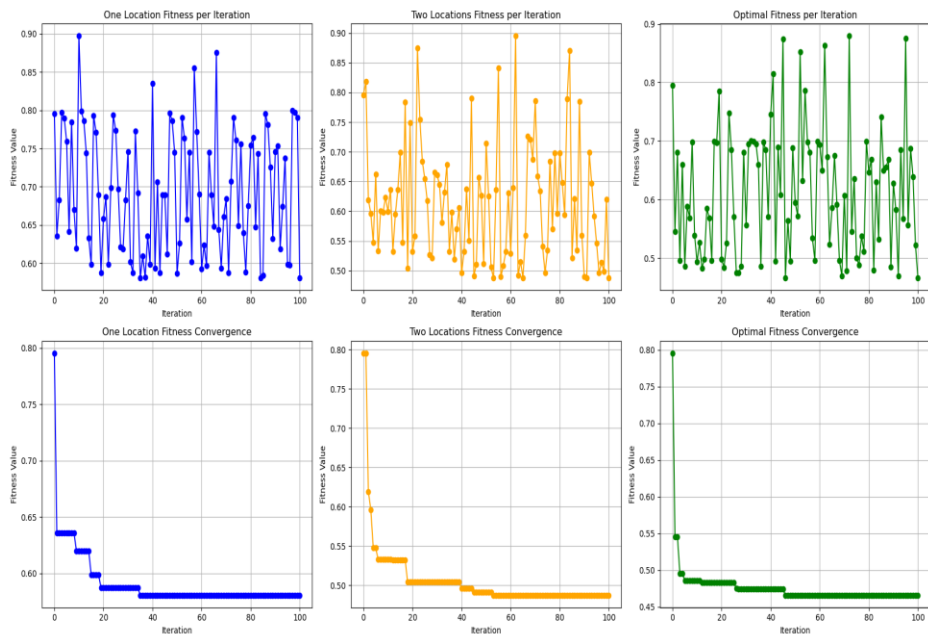 One Location Fitness per Iteration
Fitness Value
0.90
0.85
0.80
0.75
0.70
0.65
0.60
0 20 40 60 80 100
Iteration
Two Locations Fitness per Iteration
Fitness Value
0.90
0.85
0.80
0.75
0.70
0.65
0.60
0.55
0.50
0 20 40 60 80 100
Iteration
Optimal Fitness per Iteration
Fitness Value
0.9
0.8
0.7
0.6
0.5
0 20 40 60 80 100
Iteration
One Location Fitness Convergence
Fitness Value
0.80
0.75
0.70
0.65
0.60
0 20 40 60 80 100
Iteration
Two Locations Fitness Convergence
Fitness Value
0.80
0.75
0.70
0.65
0.60
0.55
0.50
0 20 40 60 80 100
Iteration
Optimal Fitness Convergence
Fitness Value
0.80
0.75
0.70
0.65
0.60
0.55
0.50
0.45
0 20 40 60 80 100
Iteration